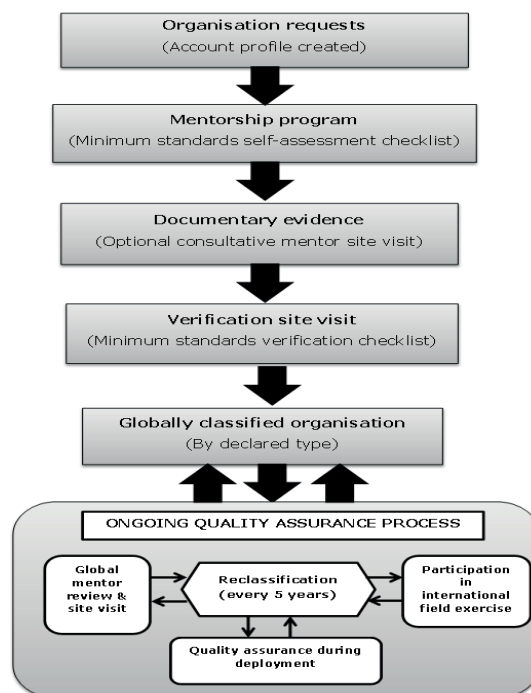 Organisation requests
(Account profile created)
Mentorship program
(Minimum standards self-assessment checklist)
Documentary evidence
(Optional consultative mentor site visit)
Verification site visit
(Minimum standards verification checklist)
Globally classified organisation
(By declared type)
ONGOING QUALITY ASSURANCE PROCESS
Global
mentor
review &
site visit
Reclassification
(every 5 years)
Participation
in
international
field exercise
Quality assurance during
deployment